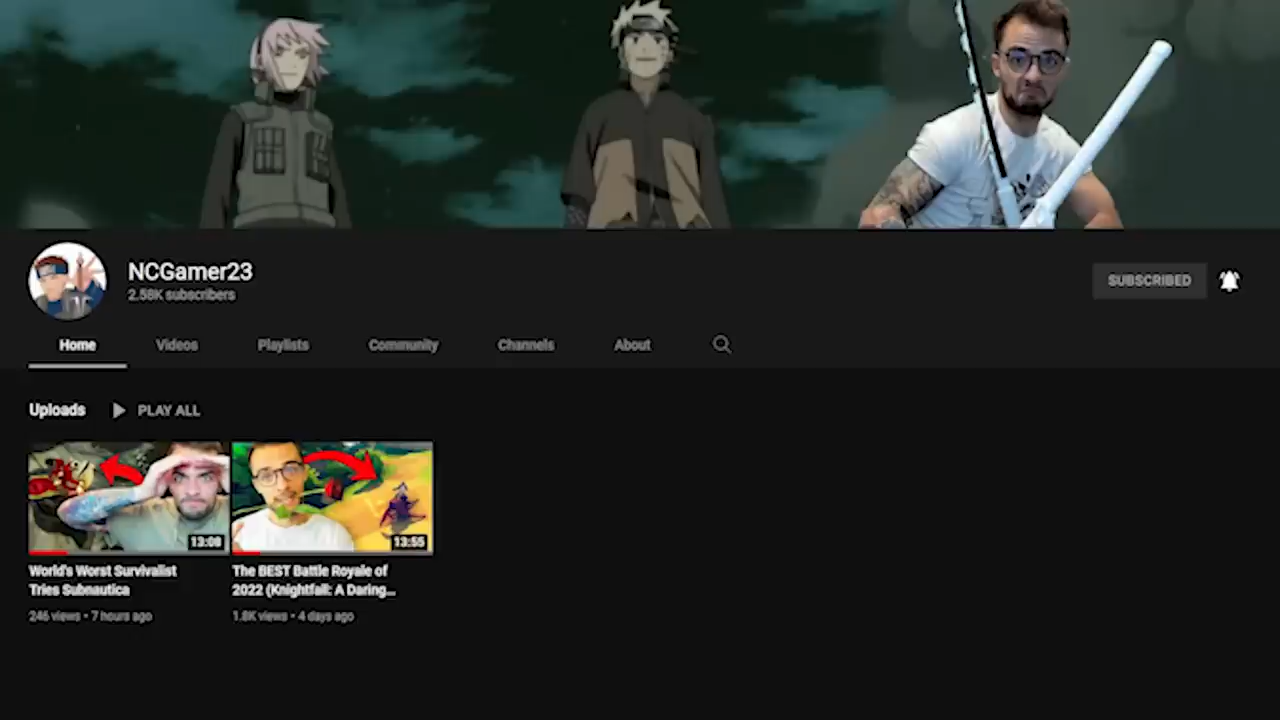 NCGamer23
2.58K subscribers
SUBSCRIBED
Home Videos Playlists Community Channels About
Uploads PLAY ALL
13:08 13:55
World's Worst Survivalist
Tries Subnautica
246 views • 7 hours ago
The BEST Battle Royale of
2022 (Knightfall: A Daring...
1.8K views • 4 days ago